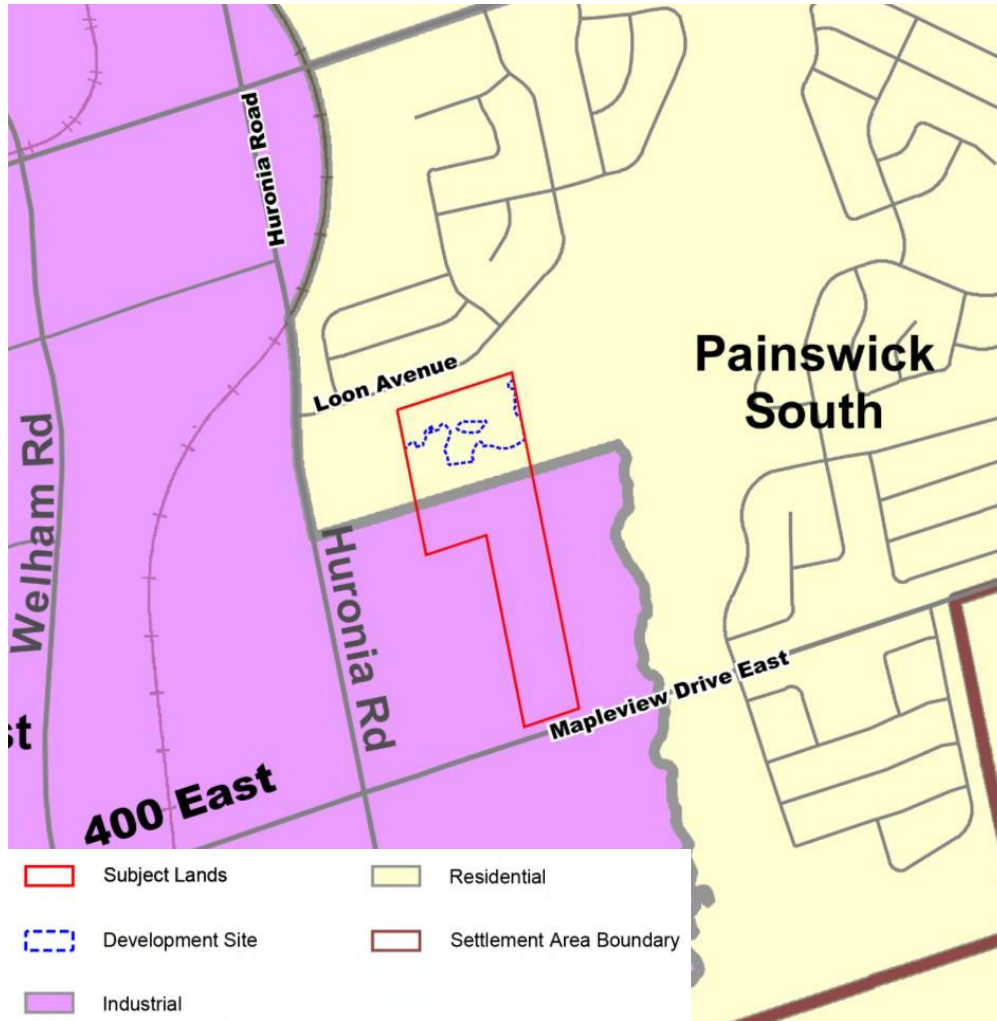 Huronia Road
Loon Avenue
Painswick
South
Welham Rd
Huronia Rd
Mapleview Drive East
st
400 East
Subject Lands
Residential
Development Site
Settlement Area Boundary
Industrial